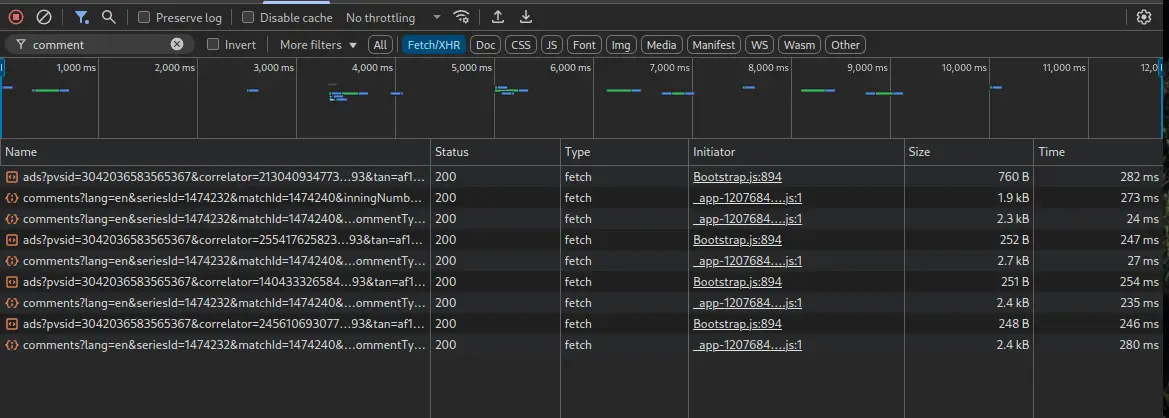 Preserve log Disable cache No throttling
comment Invert More filters All Fetch/XHR Doc CSS JS Font Img Media Manifest WS Wasm Other
1,000 ms 2,000 ms 3,000 ms 4,000 ms 5,000 ms 6,000 ms 7,000 ms 8,000 ms 9,000 ms 10,000 ms 11,000 ms 12,0
Name Status Type Initiator Size Time
ads?pvsid=3042036583565367&correlator=213040934773…93&tan=af1… 200 fetch Bootstrap.js:894 760 B 282 ms
comments?lang=en&seriesId=1474232&matchId=1474240&inningNumb… 200 fetch _app-1207684….js:1 1.9 kB 273 ms
comments?lang=en&seriesId=1474232&matchId=1474240&…ommentTy… 200 fetch _app-1207684….js:1 2.3 kB 24 ms
ads?pvsid=3042036583565367&correlator=255417625823…93&tan=af1… 200 fetch Bootstrap.js:894 252 B 247 ms
comments?lang=en&seriesId=1474232&matchId=1474240&…ommentTy… 200 fetch _app-1207684….js:1 2.7 kB 27 ms
ads?pvsid=3042036583565367&correlator=140433326584…93&tan=af1… 200 fetch Bootstrap.js:894 251 B 254 ms
comments?lang=en&seriesId=1474232&matchId=1474240&…ommentTy… 200 fetch _app-1207684….js:1 2.4 kB 235 ms
ads?pvsid=3042036583565367&correlator=245610693077…93&tan=af1… 200 fetch Bootstrap.js:894 248 B 246 ms
comments?lang=en&seriesId=1474232&matchId=1474240&…ommentTy… 200 fetch _app-1207684….js:1 2.4 kB 280 ms